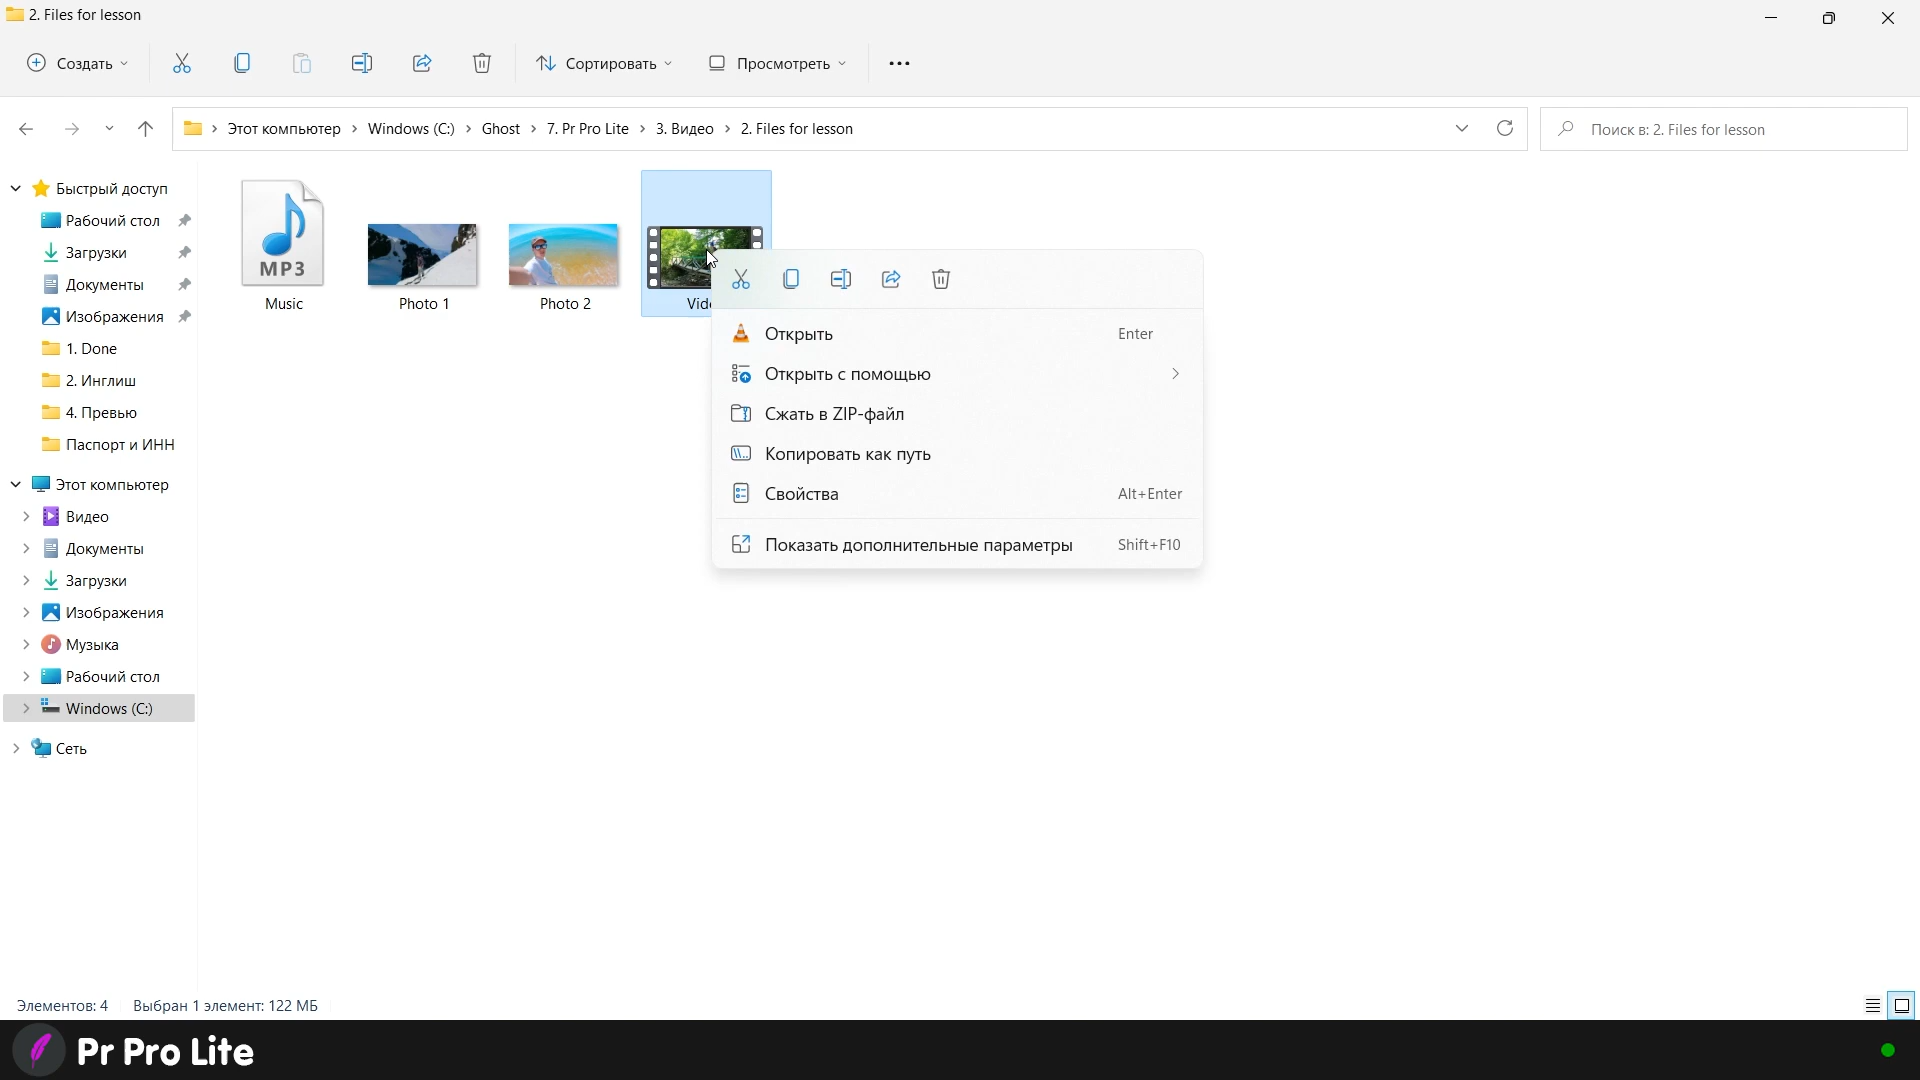 2. Files for lesson
Создать
Сортировать
Просмотреть
Этот компьютер > Windows (C:) > Ghost > 7. Pr Pro Lite > 3. Видео > 2. Files for lesson
Поиск в: 2. Files for lesson
Быстрый доступ
Рабочий стол
Загрузки
Документы
Изображения
1. Done
2. Инглиш
4. Превью
Паспорт и ИНН
Этот компьютер
Видео
Документы
Загрузки
Изображения
Музыка
Рабочий стол
Windows (C:)
Сеть
MP3
Music
Photo 1
Photo 2
Открыть Enter
Открыть с помощью
Сжать в ZIP-файл
Копировать как путь
Свойства Alt+Enter
Показать дополнительные параметры Shift+F10
Элементов: 4 Выбран 1 элемент: 122 МБ
Pr Pro Lite